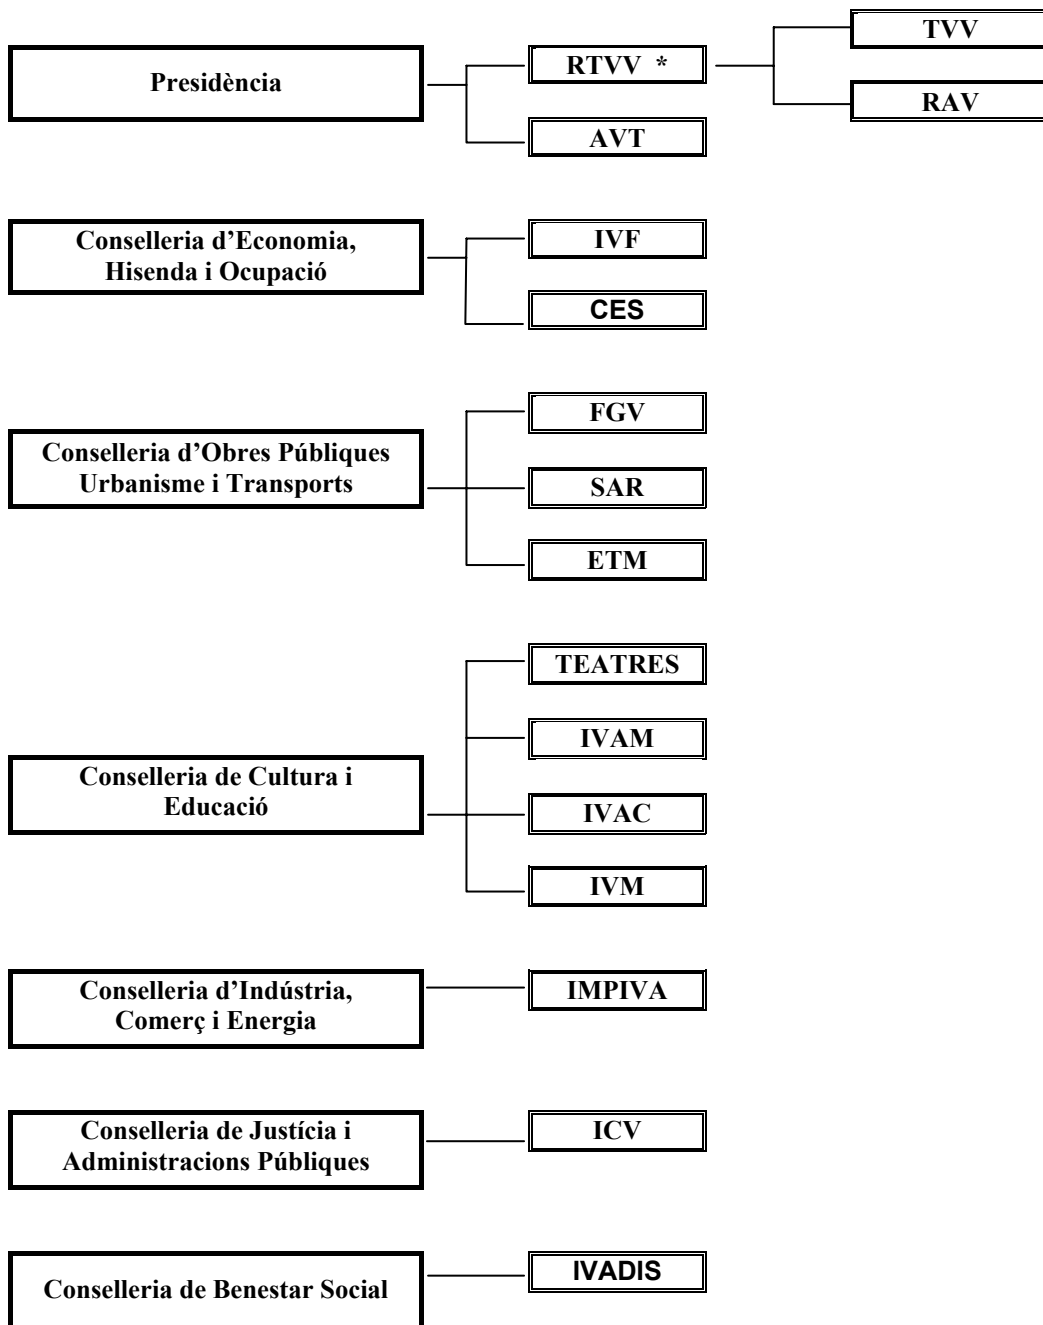 TVV
Presidència
RTVV *
RAV
AVT
Conselleria d’Economia,
Hisenda i Ocupació
IVF
CES
FGV
Conselleria d’Obres Públiques
Urbanisme i Transports
SAR
ETM
TEATRES
IVAM
Conselleria de Cultura i
Educació
IVAC
IVM
Conselleria d’Indústria,
Comerç i Energia
IMPIVA
Conselleria de Justícia i
Administracions Públiques
ICV
Conselleria de Benestar Social
IVADIS